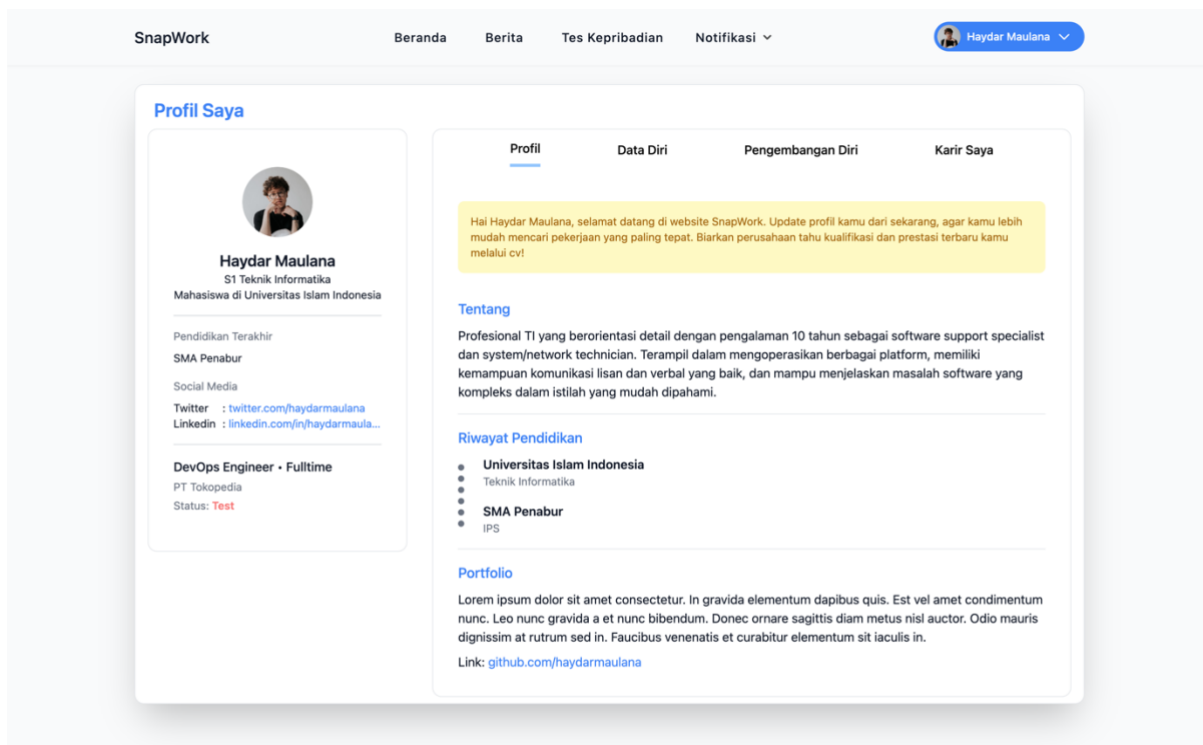 SnapWork
Beranda
Berita
Tes Kepribadian
Notifikasi
Haydar Maulana
Profil Saya
Haydar Maulana
S1 Teknik Informatika
Mahasiswa di Universitas Islam Indonesia
Pendidikan Terakhir
SMA Penabur
Social Media
Twitter : twitter.com/haydarmaulana
Linkedin : linkedin.com/in/haydarmaula...
DevOps Engineer • Fulltime
PT Tokopedia
Status: Test
Profil
Data Diri
Pengembangan Diri
Karir Saya
Hai Haydar Maulana, selamat datang di website SnapWork. Update profil kamu dari sekarang, agar kamu lebih
mudah mencari pekerjaan yang paling tepat. Biarkan perusahaan tahu kualifikasi dan prestasi terbaru kamu
melalui cv!
Tentang
Profesional TI yang berorientasi detail dengan pengalaman 10 tahun sebagai software support specialist
dan system/network technician. Terampil dalam mengoperasikan berbagai platform, memiliki
kemampuan komunikasi lisan dan verbal yang baik, dan mampu menjelaskan masalah software yang
kompleks dalam istilah yang mudah dipahami.
Riwayat Pendidikan
Universitas Islam Indonesia
Teknik Informatika
SMA Penabur
IPS
Portfolio
Lorem ipsum dolor sit amet consectetur. In gravida elementum dapibus quis. Est vel amet condimentum
nunc. Leo nunc gravida a et nunc bibendum. Donec ornare sagittis diam metus nisl auctor. Odio mauris
dignissim at rutrum sed in. Faucibus venenatis et curabitur elementum sit iaculis in.
Link: github.com/haydarmaulana